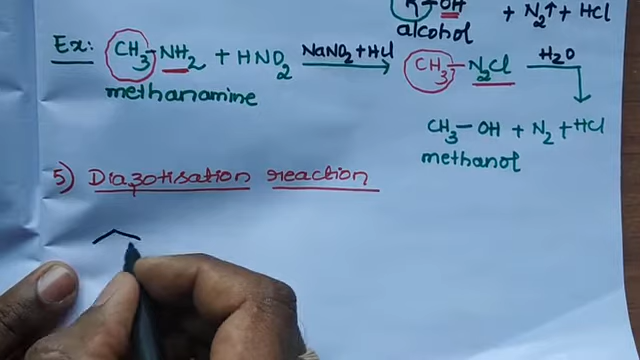 R-OH + N2↑ + HCl
alcohol
Ex: CH3-NH2 + HNO2 NaNO2+HCl CH3-N2Cl H2O
methanamine
CH3-OH + N2 + HCl
methanol
5) Diazotisation reaction